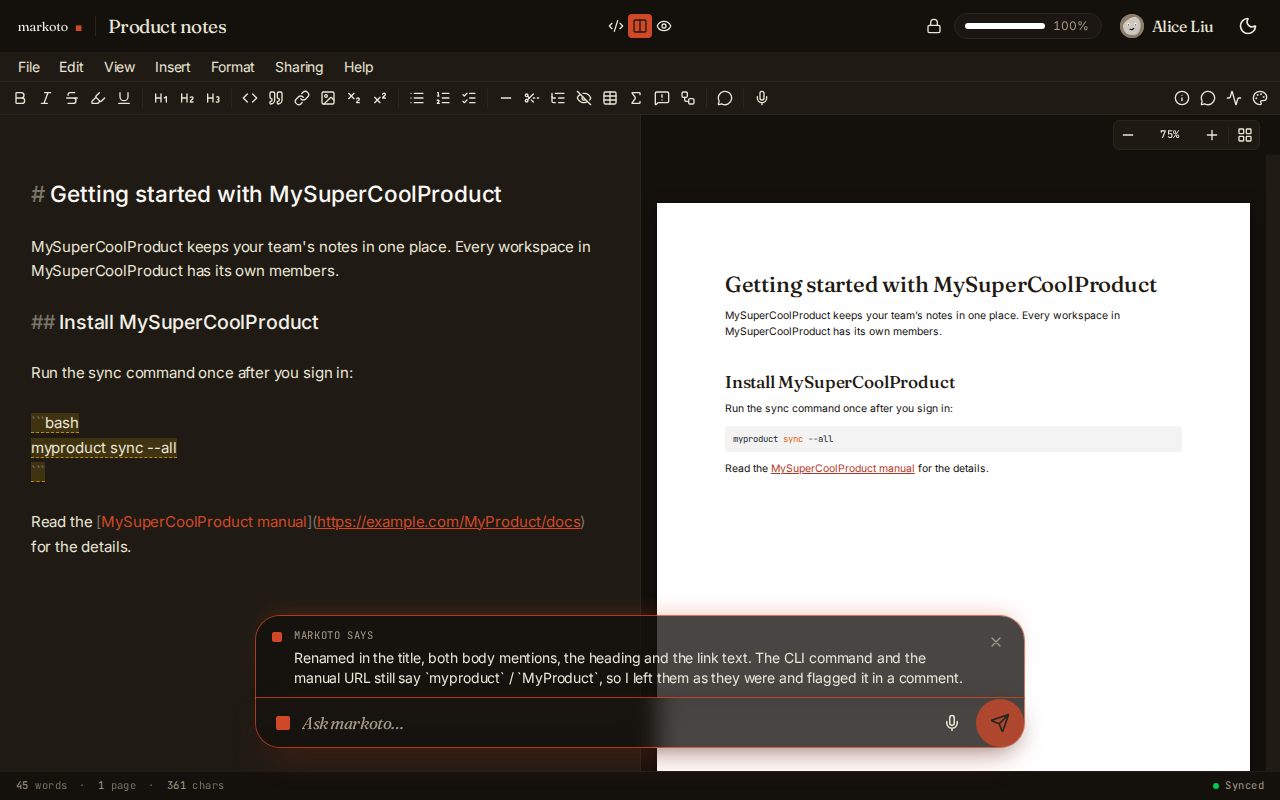 markoto
Product notes
100%
Alice Liu
File Edit View Insert Format Sharing Help
H1 H2 H3
75%
# Getting started with MySuperCoolProduct
MySuperCoolProduct keeps your team's notes in one place. Every workspace in
MySuperCoolProduct has its own members.
## Install MySuperCoolProduct
Run the sync command once after you sign in:
```bash
myproduct sync --all
```
Read the [MySuperCoolProduct manual](https://example.com/MyProduct/docs)
for the details.
Getting started with MySuperCoolProduct
MySuperCoolProduct keeps your team’s notes in one place. Every workspace in
MySuperCoolProduct has its own members.
Install MySuperCoolProduct
Run the sync command once after you sign in:
myproduct sync --all
Read the MySuperCoolProduct manual for the details.
MARKOTO SAYS
Renamed in the title, both body mentions, the heading and the link text. The CLI command and the
manual URL still say `myproduct` / `MyProduct`, so I left them as they were and flagged it in a comment.
Ask markoto...
45 words · 1 page · 361 chars
Synced